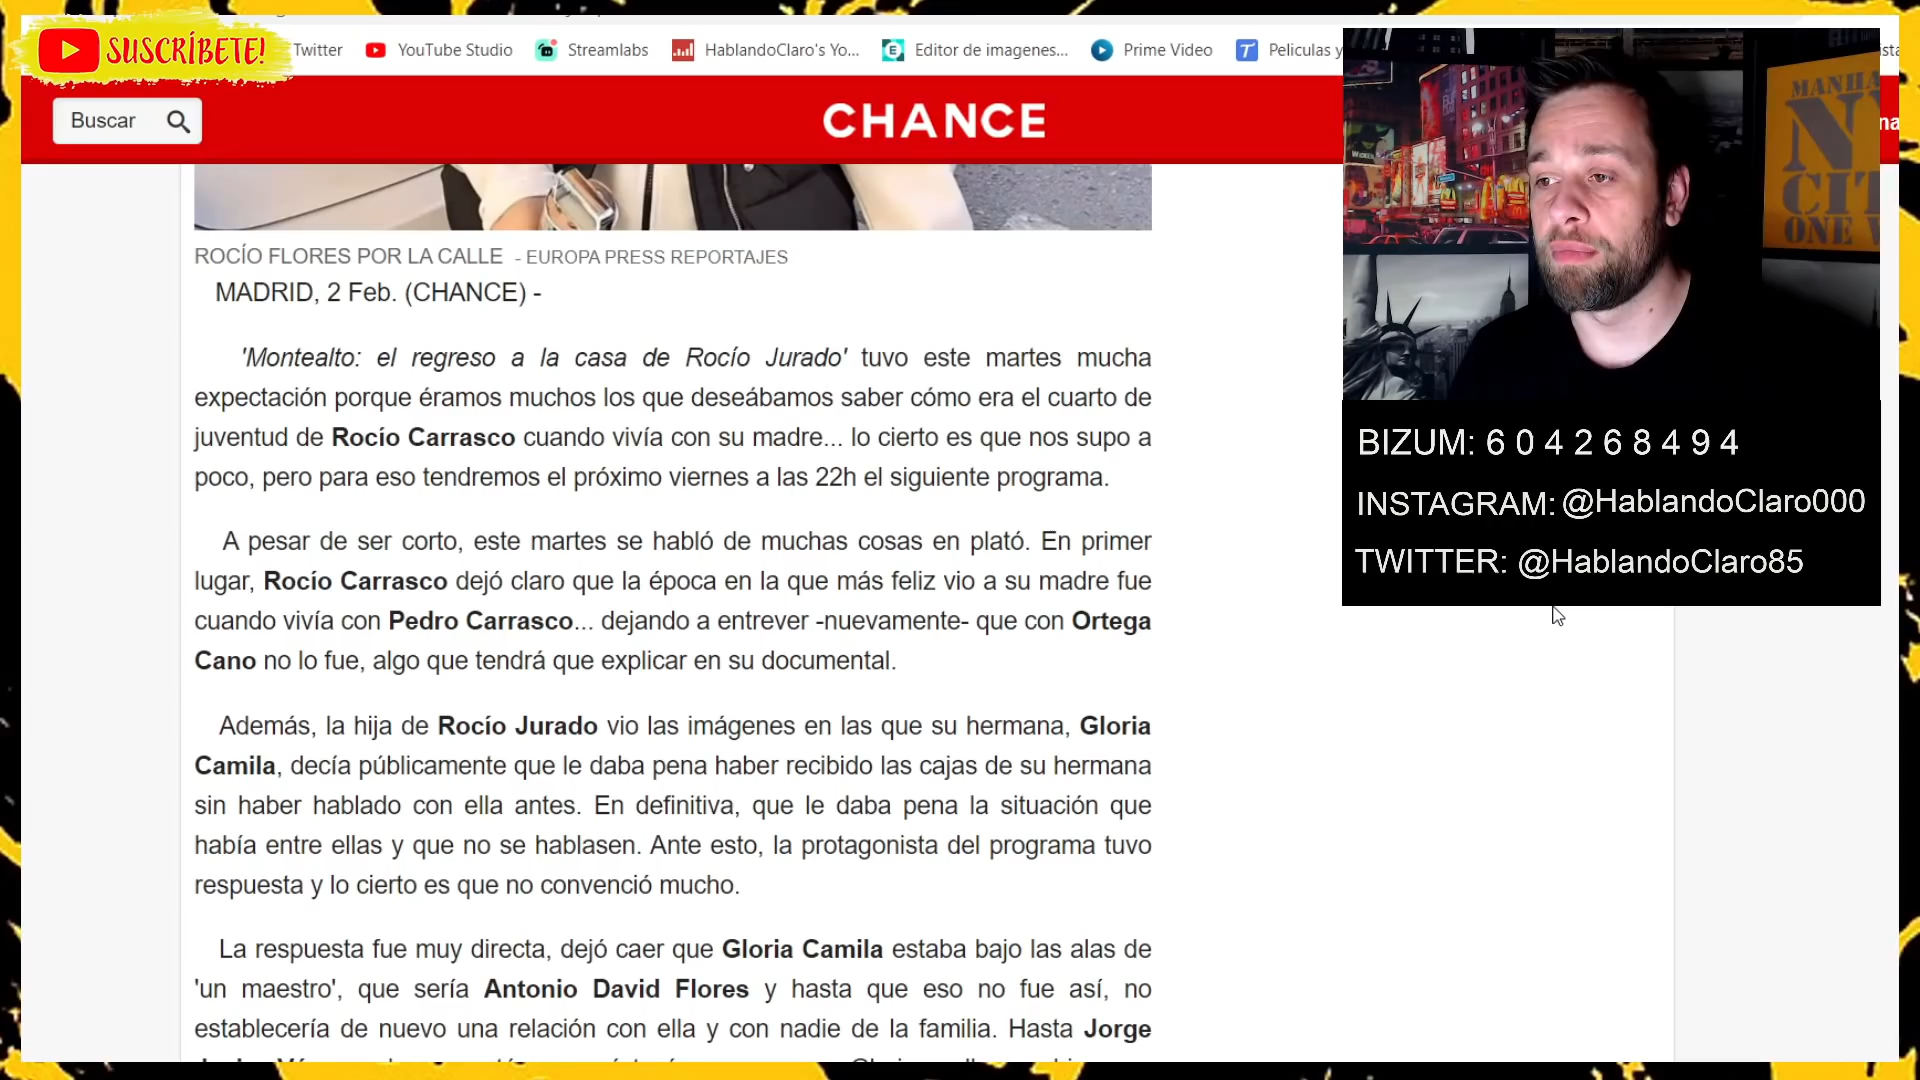 SUSCRÍBETE!
Twitter
YouTube Studio
Streamlabs
HablandoClaro's Yo...
Editor de imagenes...
Prime Video
Peliculas y
Buscar
CHANCE
MANHA
NY
CIT
ONE W
ROCÍO FLORES POR LA CALLE - EUROPA PRESS REPORTAJES
MADRID, 2 Feb. (CHANCE) -
'Montealto: el regreso a la casa de Rocío Jurado' tuvo este martes mucha
expectación porque éramos muchos los que deseábamos saber cómo era el cuarto de
juventud de Rocío Carrasco cuando vivía con su madre... lo cierto es que nos supo a
poco, pero para eso tendremos el próximo viernes a las 22h el siguiente programa.
A pesar de ser corto, este martes se habló de muchas cosas en plató. En primer
lugar, Rocío Carrasco dejó claro que la época en la que más feliz vio a su madre fue
cuando vivía con Pedro Carrasco... dejando a entrever -nuevamente- que con Ortega
Cano no lo fue, algo que tendrá que explicar en su documental.
Además, la hija de Rocío Jurado vio las imágenes en las que su hermana, Gloria
Camila, decía públicamente que le daba pena haber recibido las cajas de su hermana
sin haber hablado con ella antes. En definitiva, que le daba pena la situación que
había entre ellas y que no se hablasen. Ante esto, la protagonista del programa tuvo
respuesta y lo cierto es que no convenció mucho.
La respuesta fue muy directa, dejó caer que Gloria Camila estaba bajo las alas de
'un maestro', que sería Antonio David Flores y hasta que eso no fue así, no
establecería de nuevo una relación con ella y con nadie de la familia. Hasta Jorge
BIZUM: 6 0 4 2 6 8 4 9 4
INSTAGRAM: @HablandoClaro000
TWITTER: @HablandoClaro85